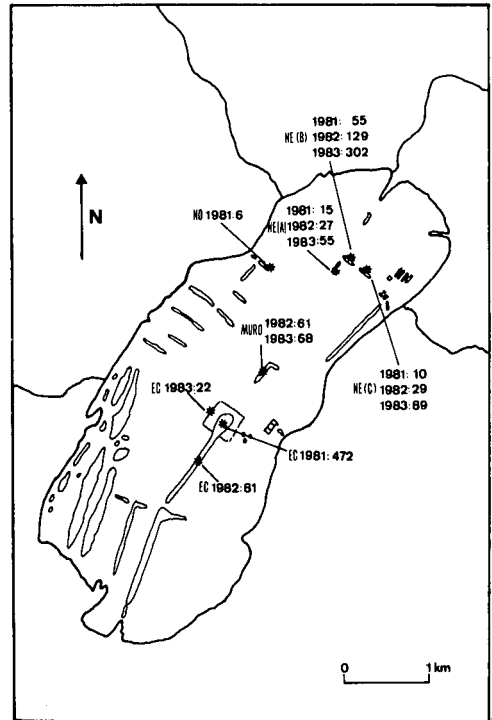 1981: 55
NE (B) 1982: 129
1983: 302
1981: 15
NE(A) 1982: 27
1983: 55
NO 1981: 6
N
MURO 1982: 61
1983: 68
1981: 10
NE (C) 1982: 29
1983: 89
EC 1983: 22
EC 1981: 472
EC 1982: 81
0 1 km